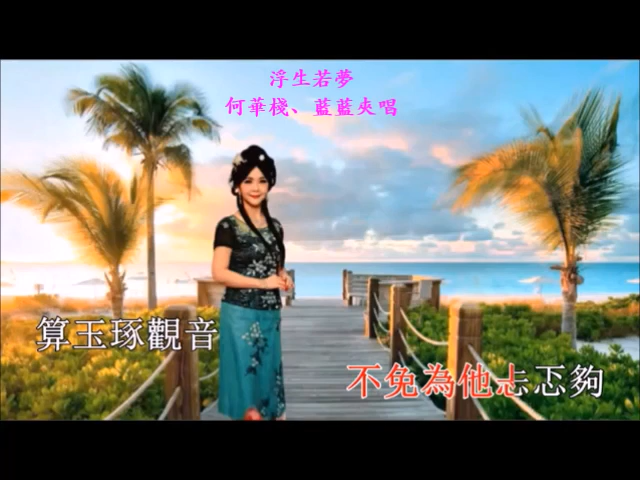 浮生若夢
何華棧、藍藍夾唱
算玉琢觀音
不免為他忐忑夠